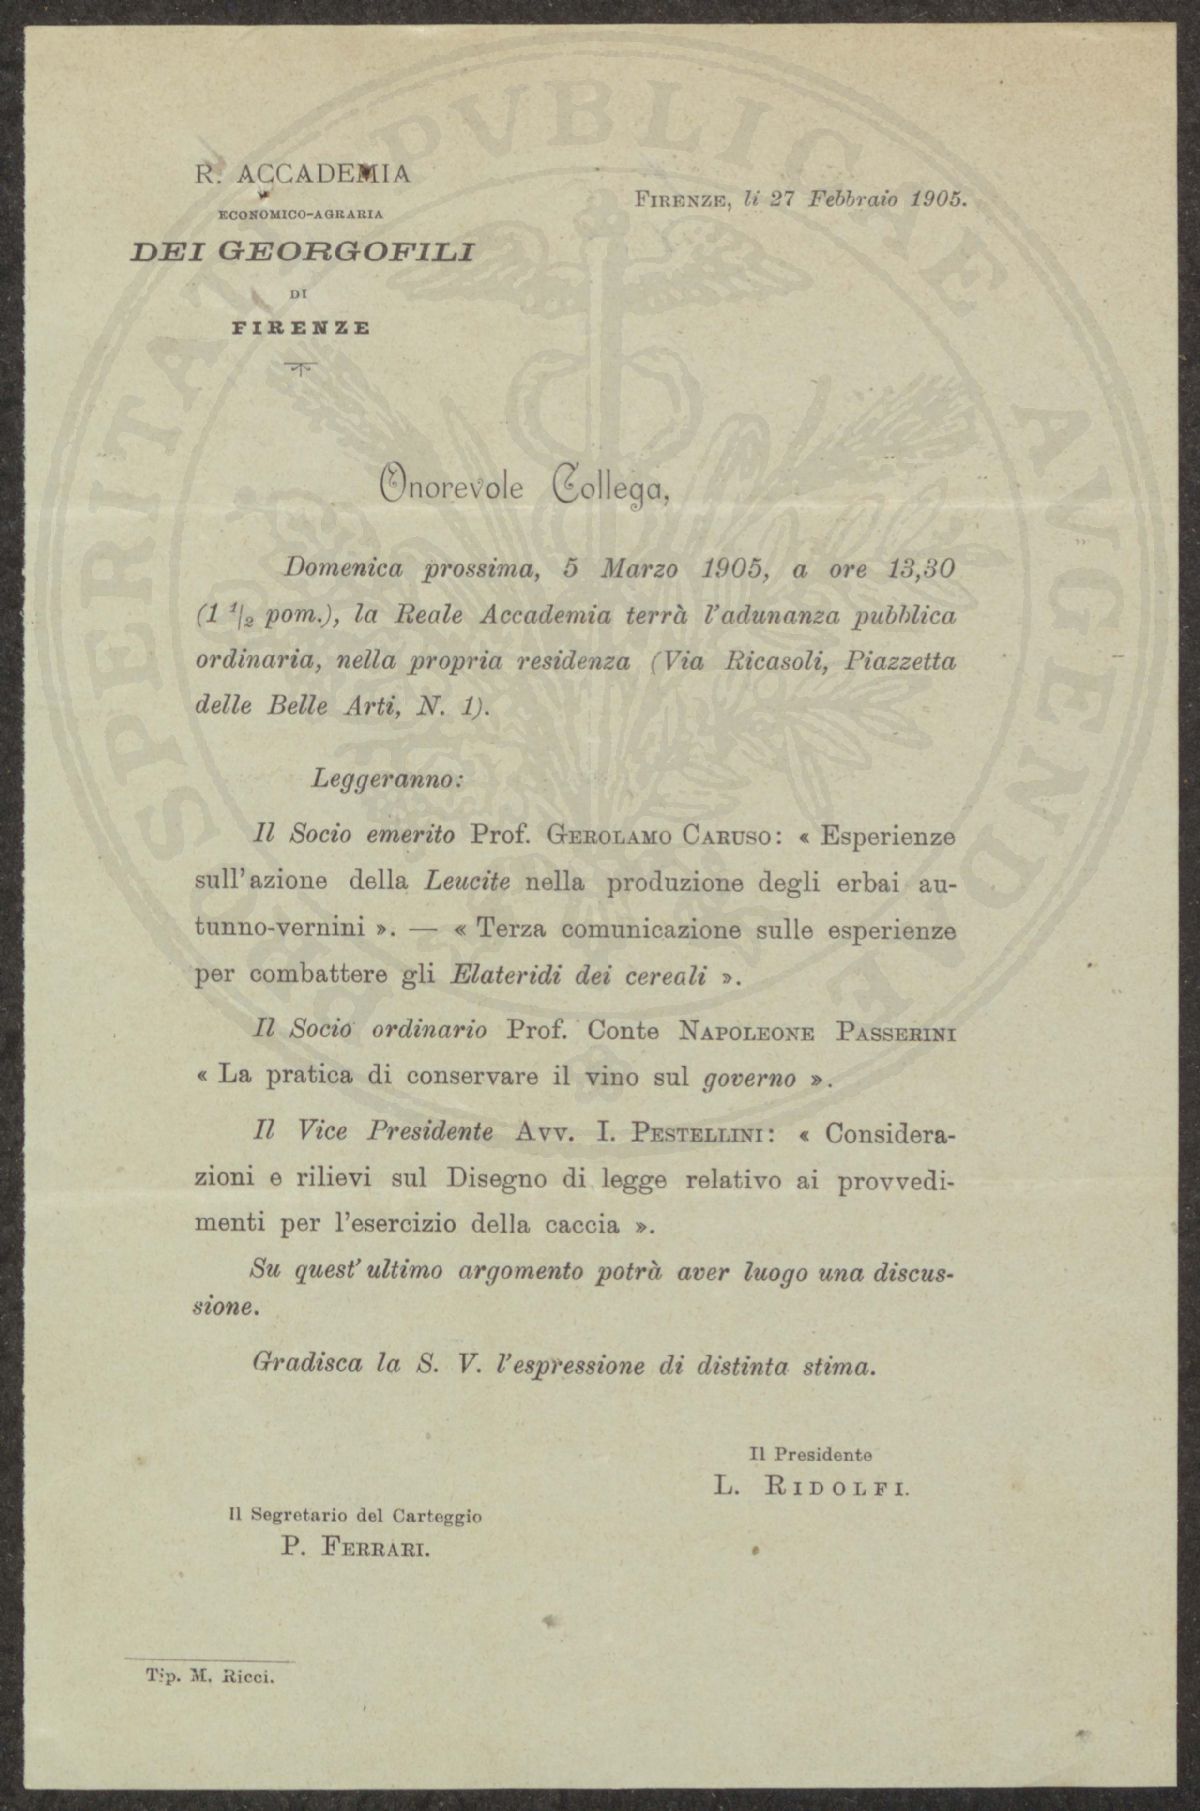 R. ACCADEMIA
ECONOMICO-AGRARIA
DEI GEORGOFILI
DI
FIRENZE
FIRENZE, li 27 Febbraio 1905.
Onorevole Collega,
Domenica prossima, 5 Marzo 1905, a ore 13,30
(1 1/2 pom.), la Reale Accademia terrà l'adunanza pubblica
ordinaria, nella propria residenza (Via Ricasoli, Piazzetta
delle Belle Arti, N. 1).
Leggeranno:
Il Socio emerito Prof. GEROLAMO CARUSO: « Esperienze
sull'azione della Leucite nella produzione degli erbai au-
tunno-vernini ». — « Terza comunicazione sulle esperienze
per combattere gli Elateridi dei cereali ».
Il Socio ordinario Prof. Conte NAPOLEONE PASSERINI
« La pratica di conservare il vino sul governo ».
Il Vice Presidente Avv. I. PESTELLINI: « Considera-
zioni e rilievi sul Disegno di legge relativo ai provvedi-
menti per l'esercizio della caccia ».
Su quest'ultimo argomento potrà aver luogo una discus-
sione.
Gradisca la S. V. l'espressione di distinta stima.
Il Presidente
L. RIDOLFI.
Il Segretario del Carteggio
P. FERRARI.
Tip. M. Ricci.
PROSPERITATI PVBLICAE AVGENDAE